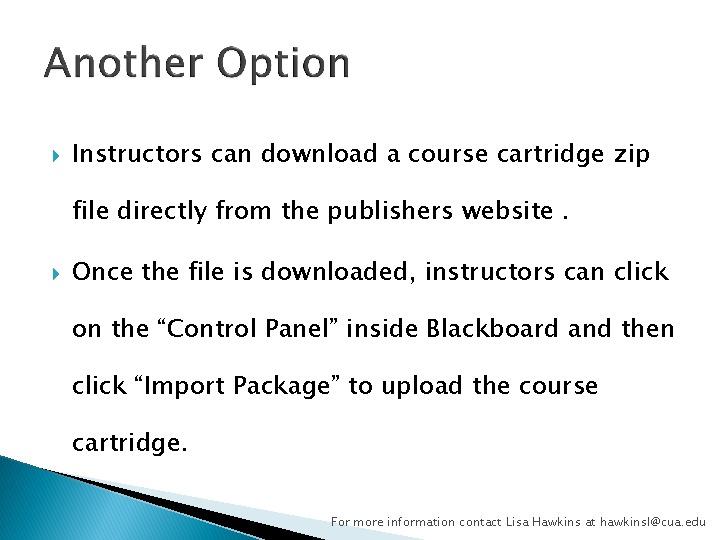 Another Option
Instructors can download a course cartridge zip
file directly from the publishers website .
Once the file is downloaded, instructors can click
on the “Control Panel” inside Blackboard and then
click “Import Package” to upload the course
cartridge.
For more information contact Lisa Hawkins at hawkinsl@cua.edu